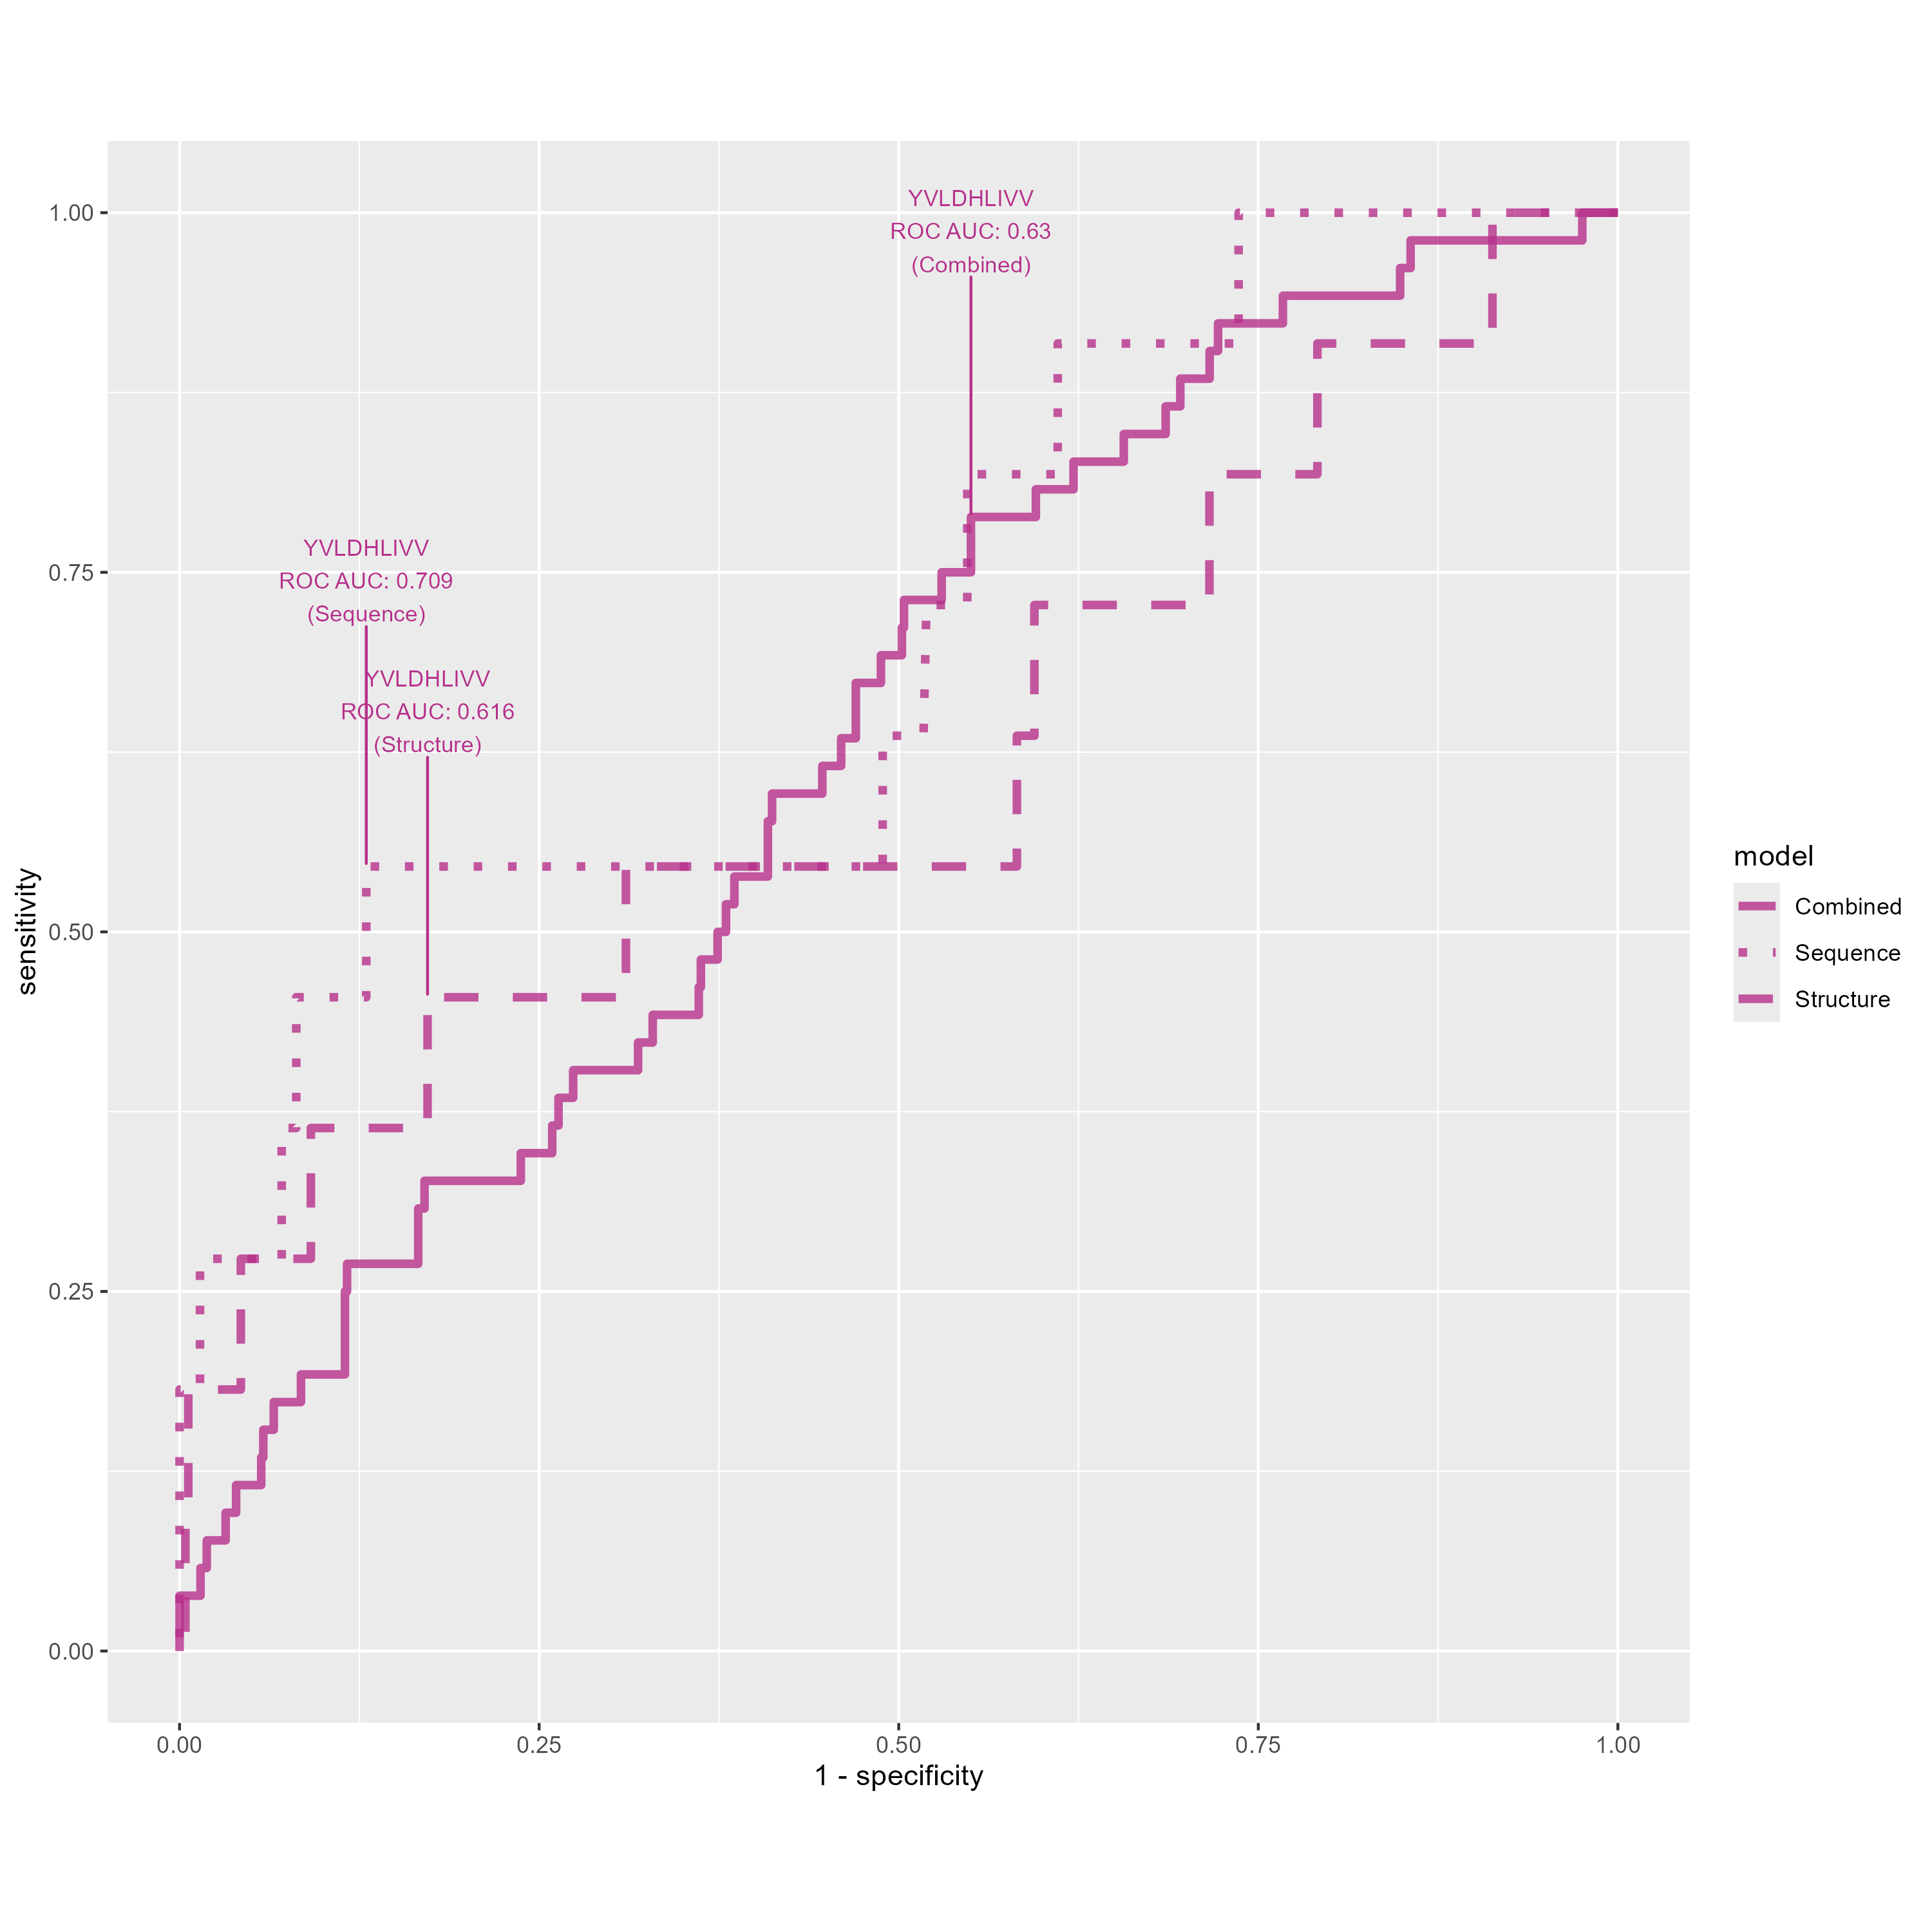 YVLDHLIVV
ROC AUC: 0.63
(Combined)
YVLDHLIVV
ROC AUC: 0.709
(Sequence)
YVLDHLIVV
ROC AUC: 0.616
(Structure)
1.00
0.75
0.50
0.25
0.00
sensitivity
0.00
0.25
0.50
0.75
1.00
1 - specificity
model
Combined
Sequence
Structure